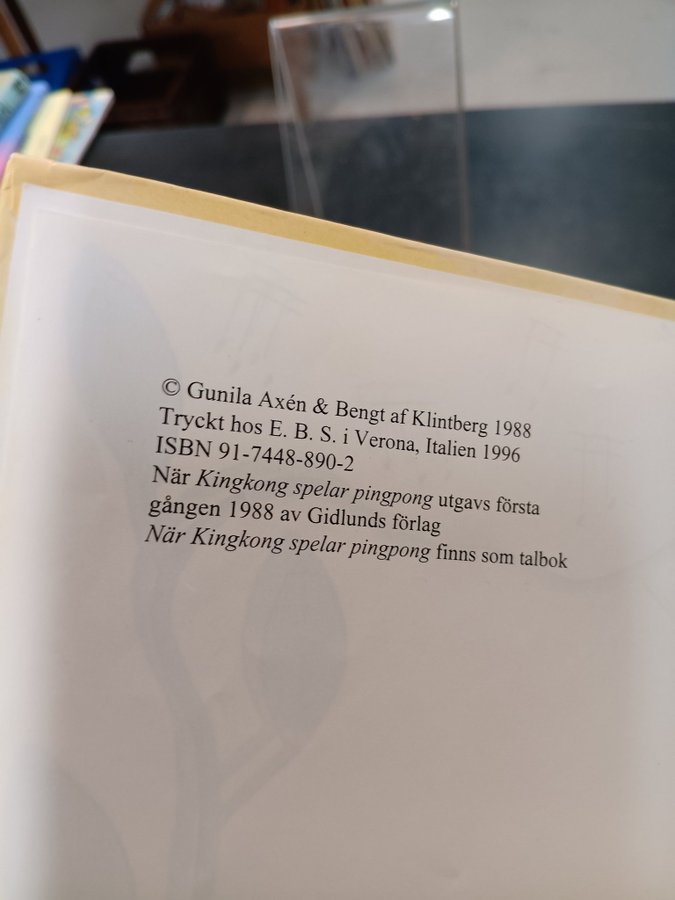 © Gunila Axén & Bengt af Klintberg 1988
Tryckt hos E. B. S. i Verona, Italien 1996
ISBN 91-7448-890-2
När Kingkong spelar pingpong utgavs första
gången 1988 av Gidlunds förlag
När Kingkong spelar pingpong finns som talbok